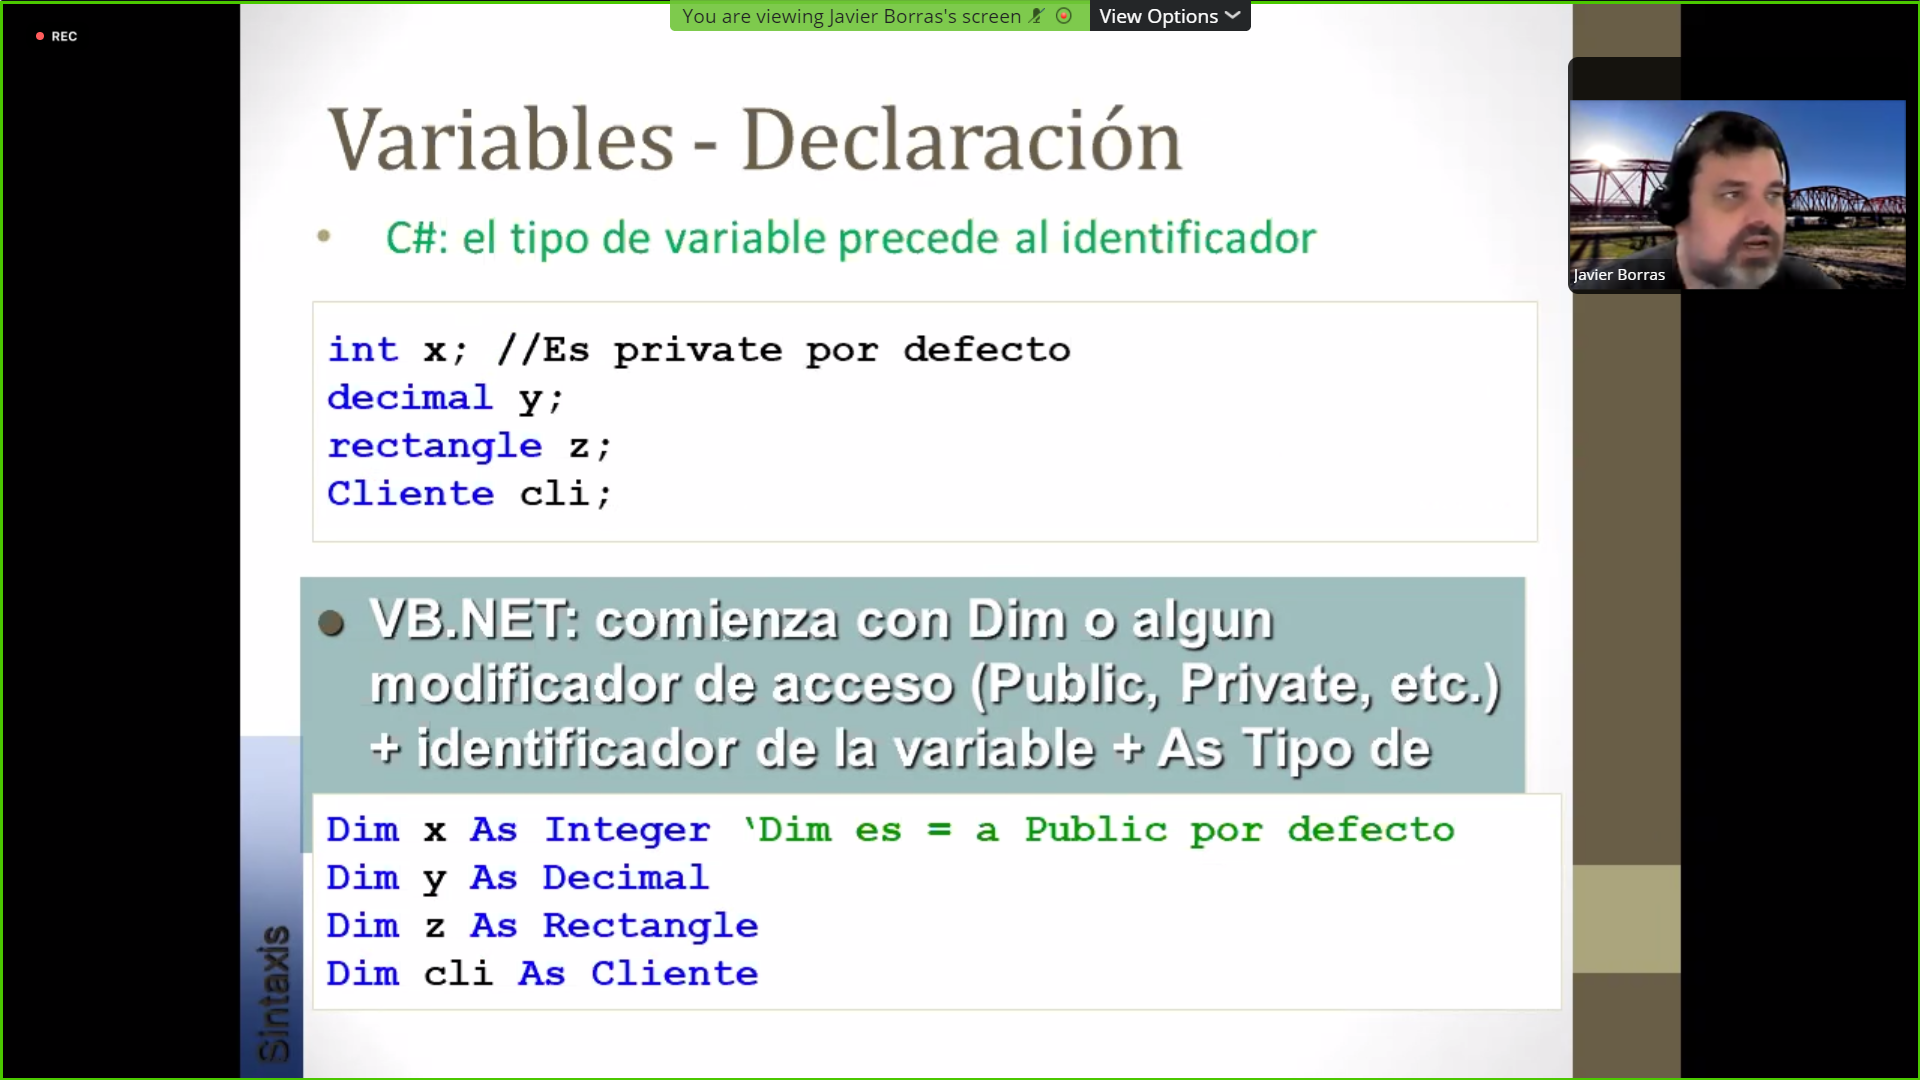 You are viewing Javier Borras's screen
View Options
REC
Variables - Declaración
• C#: el tipo de variable precede al identificador
int x; //Es private por defecto
decimal y;
rectangle z;
Cliente cli;
• VB.NET: comienza con Dim o algun
modificador de acceso (Public, Private, etc.)
+ identificador de la variable + As Tipo de
Dim x As Integer ‛Dim es = a Public por defecto
Dim y As Decimal
Dim z As Rectangle
Dim cli As Cliente
Sintaxis
Javier Borras